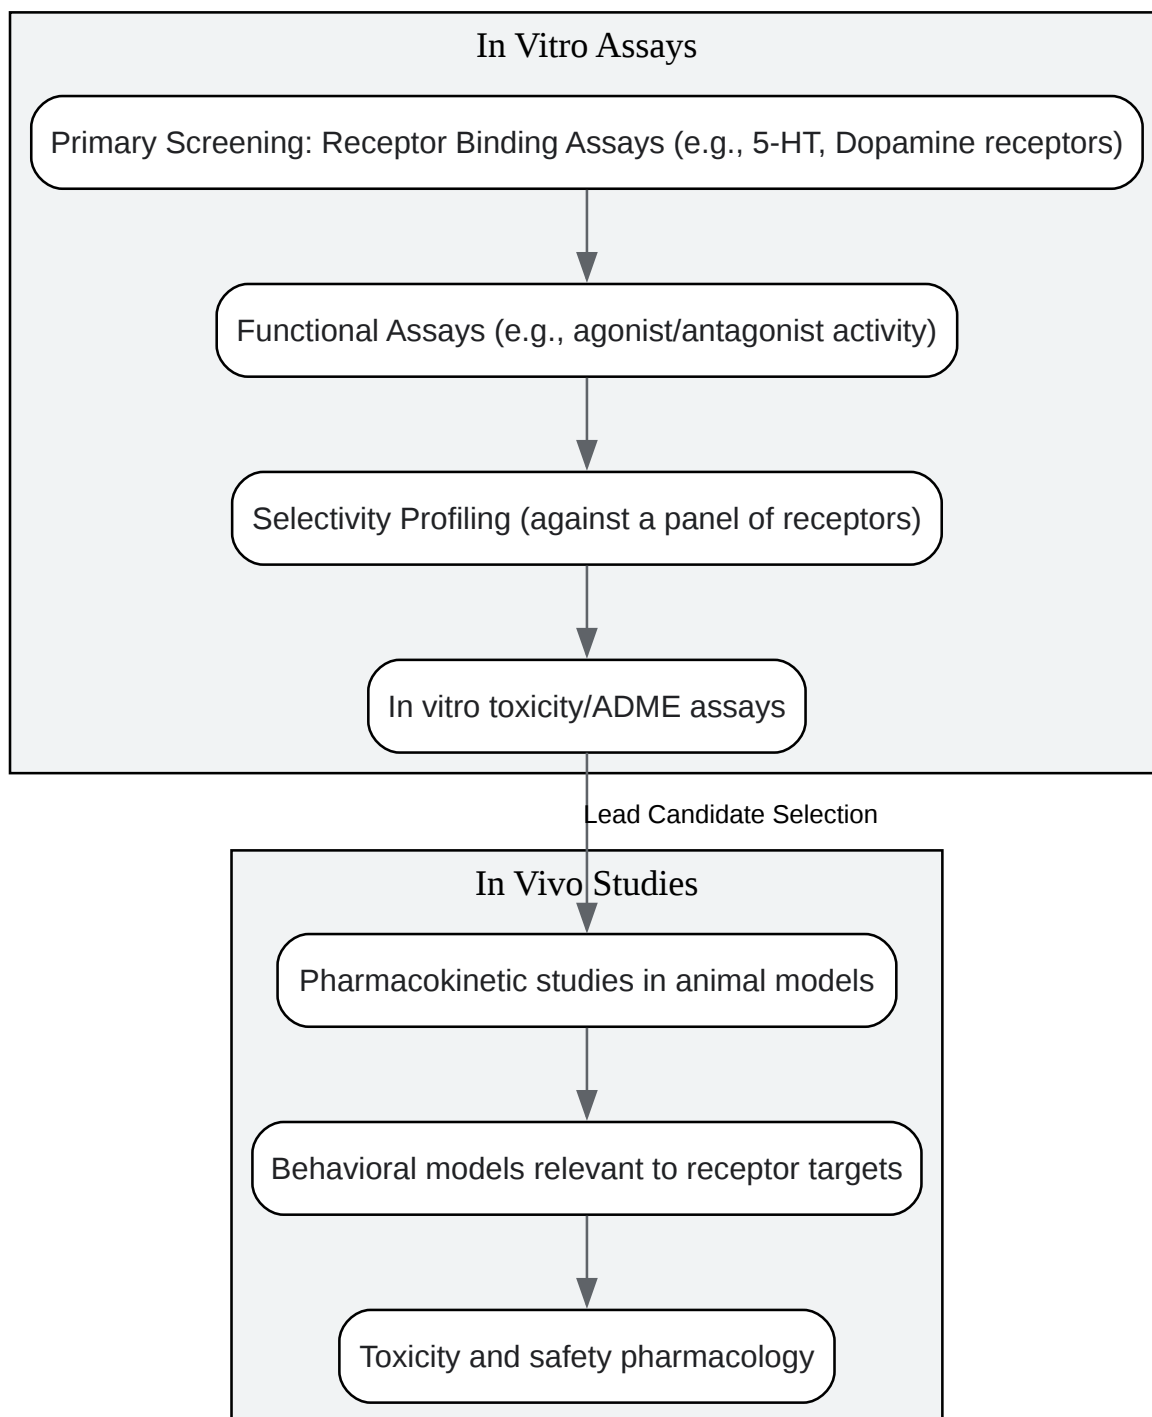 In Vitro Assays
Primary Screening: Receptor Binding Assays (e.g., 5-HT, Dopamine receptors)
Functional Assays (e.g., agonist/antagonist activity)
Selectivity Profiling (against a panel of receptors)
In vitro toxicity/ADME assays
Lead Candidate Selection
In Vivo Studies
Pharmacokinetic studies in animal models
Behavioral models relevant to receptor targets
Toxicity and safety pharmacology